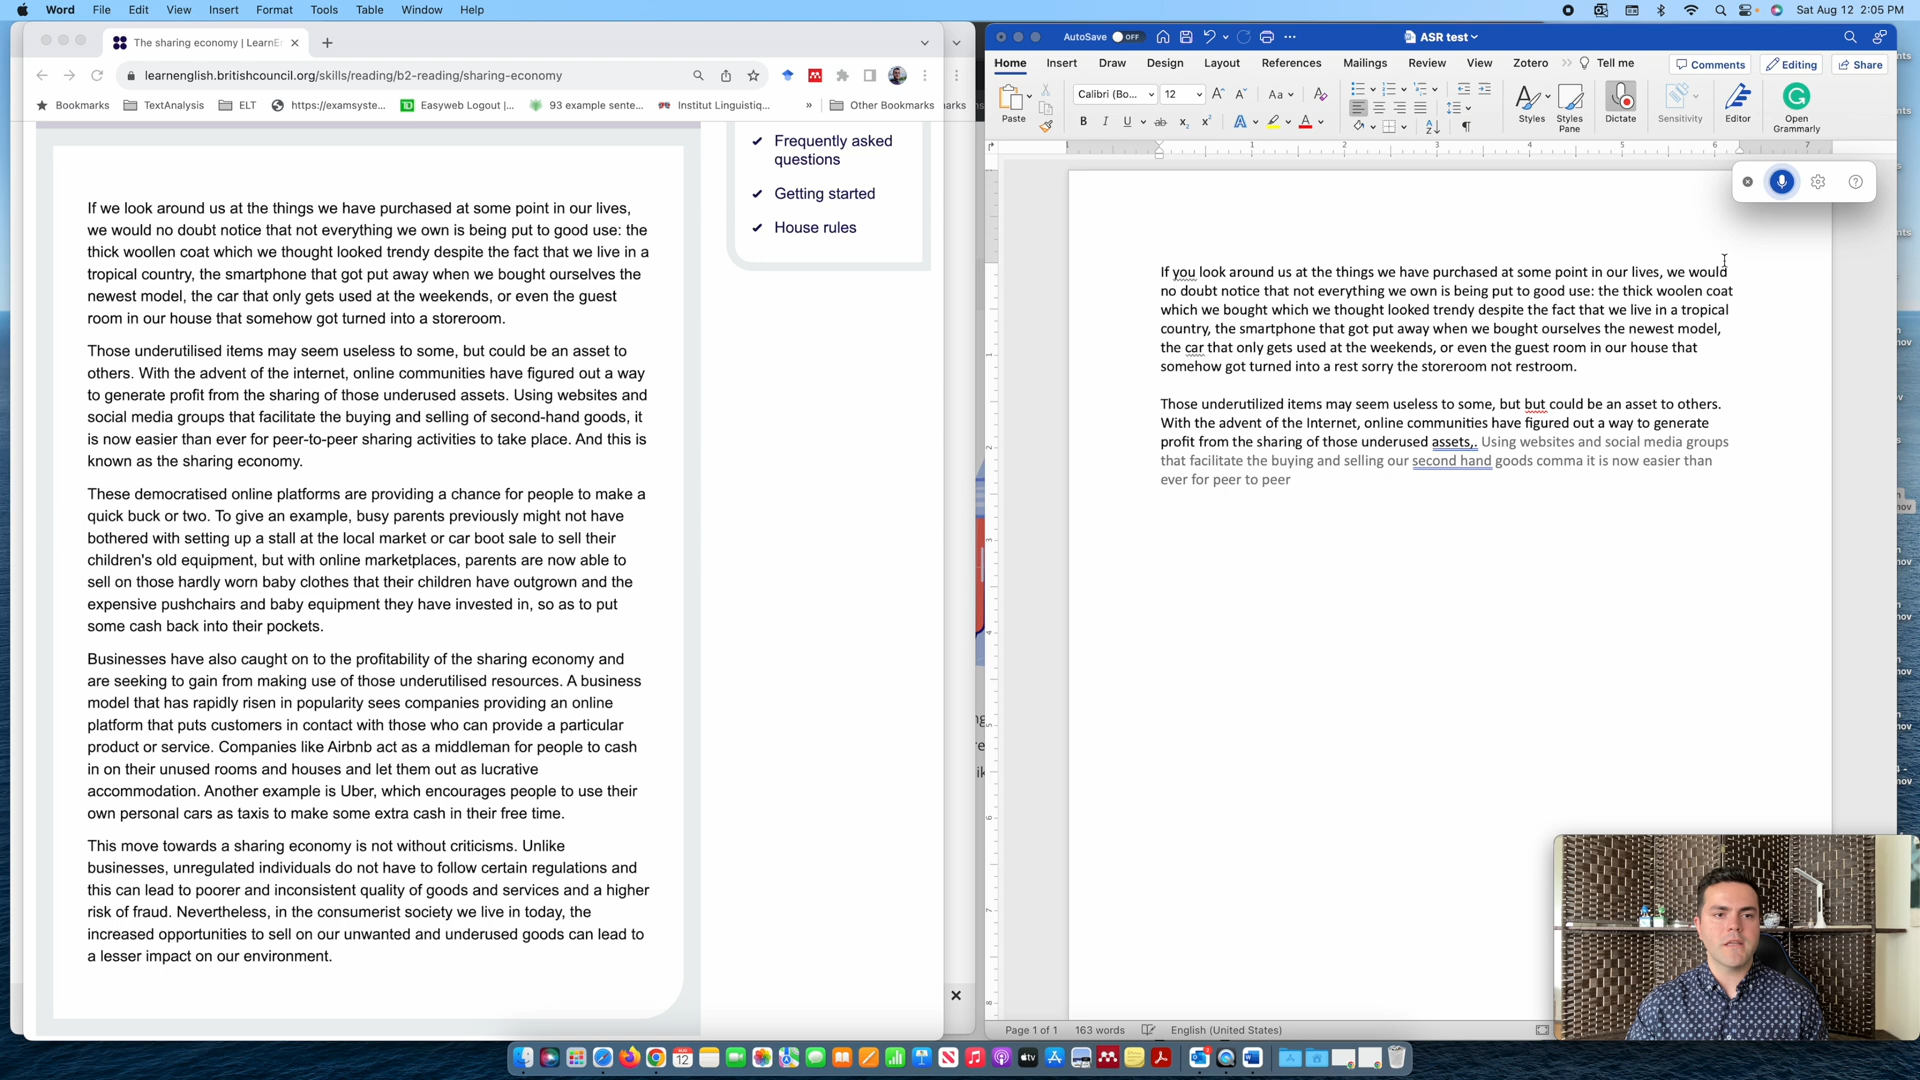 Word File Edit View Insert Format Tools Table Window Help
Sat Aug 12 2:05 PM
The sharing economy | LearnE
learnenglish.britishcouncil.org/skills/reading/b2-reading/sharing-economy
Bookmarks TextAnalysis ELT https://examsyste... Easyweb Logout |... 93 example sente... Institut Linguistiq... » Other Bookmarks
Frequently asked
questions
Getting started
House rules
If we look around us at the things we have purchased at some point in our lives,
we would no doubt notice that not everything we own is being put to good use: the
thick woollen coat which we thought looked trendy despite the fact that we live in a
tropical country, the smartphone that got put away when we bought ourselves the
newest model, the car that only gets used at the weekends, or even the guest
room in our house that somehow got turned into a storeroom.
Those underutilised items may seem useless to some, but could be an asset to
others. With the advent of the internet, online communities have figured out a way
to generate profit from the sharing of those underused assets. Using websites and
social media groups that facilitate the buying and selling of second-hand goods, it
is now easier than ever for peer-to-peer sharing activities to take place. And this is
known as the sharing economy.
These democratised online platforms are providing a chance for people to make a
quick buck or two. To give an example, busy parents previously might not have
bothered with setting up a stall at the local market or car boot sale to sell their
children's old equipment, but with online marketplaces, parents are now able to
sell on those hardly worn baby clothes that their children have outgrown and the
expensive pushchairs and baby equipment they have invested in, so as to put
some cash back into their pockets.
Businesses have also caught on to the profitability of the sharing economy and
are seeking to gain from making use of those underutilised resources. A business
model that has rapidly risen in popularity sees companies providing an online
platform that puts customers in contact with those who can provide a particular
product or service. Companies like Airbnb act as a middleman for people to cash
in on their unused rooms and houses and let them out as lucrative
accommodation. Another example is Uber, which encourages people to use their
own personal cars as taxis to make some extra cash in their free time.
This move towards a sharing economy is not without criticisms. Unlike
businesses, unregulated individuals do not have to follow certain regulations and
this can lead to poorer and inconsistent quality of goods and services and a higher
risk of fraud. Nevertheless, in the consumerist society we live in today, the
increased opportunities to sell on our unwanted and underused goods can lead to
a lesser impact on our environment.
AutoSave OFF ASR test
Home Insert Draw Design Layout References Mailings Review View Zotero » Tell me Comments Editing Share
Paste Calibri (Bo... 12 Styles Styles
Pane Dictate Sensitivity Editor Open
Grammarly
1 1 2 3 4 5 6 7
If you look around us at the things we have purchased at some point in our lives, we would
no doubt notice that not everything we own is being put to good use: the thick woolen coat
which we bought which we thought looked trendy despite the fact that we live in a tropical
country, the smartphone that got put away when we bought ourselves the newest model,
the car that only gets used at the weekends, or even the guest room in our house that
somehow got turned into a rest sorry the storeroom not restroom.
Those underutilized items may seem useless to some, but but could be an asset to others.
With the advent of the Internet, online communities have figured out a way to generate
profit from the sharing of those underused assets,. Using websites and social media groups
that facilitate the buying and selling our second hand goods comma it is now easier than
ever for peer to peer
Page 1 of 1 163 words English (United States)